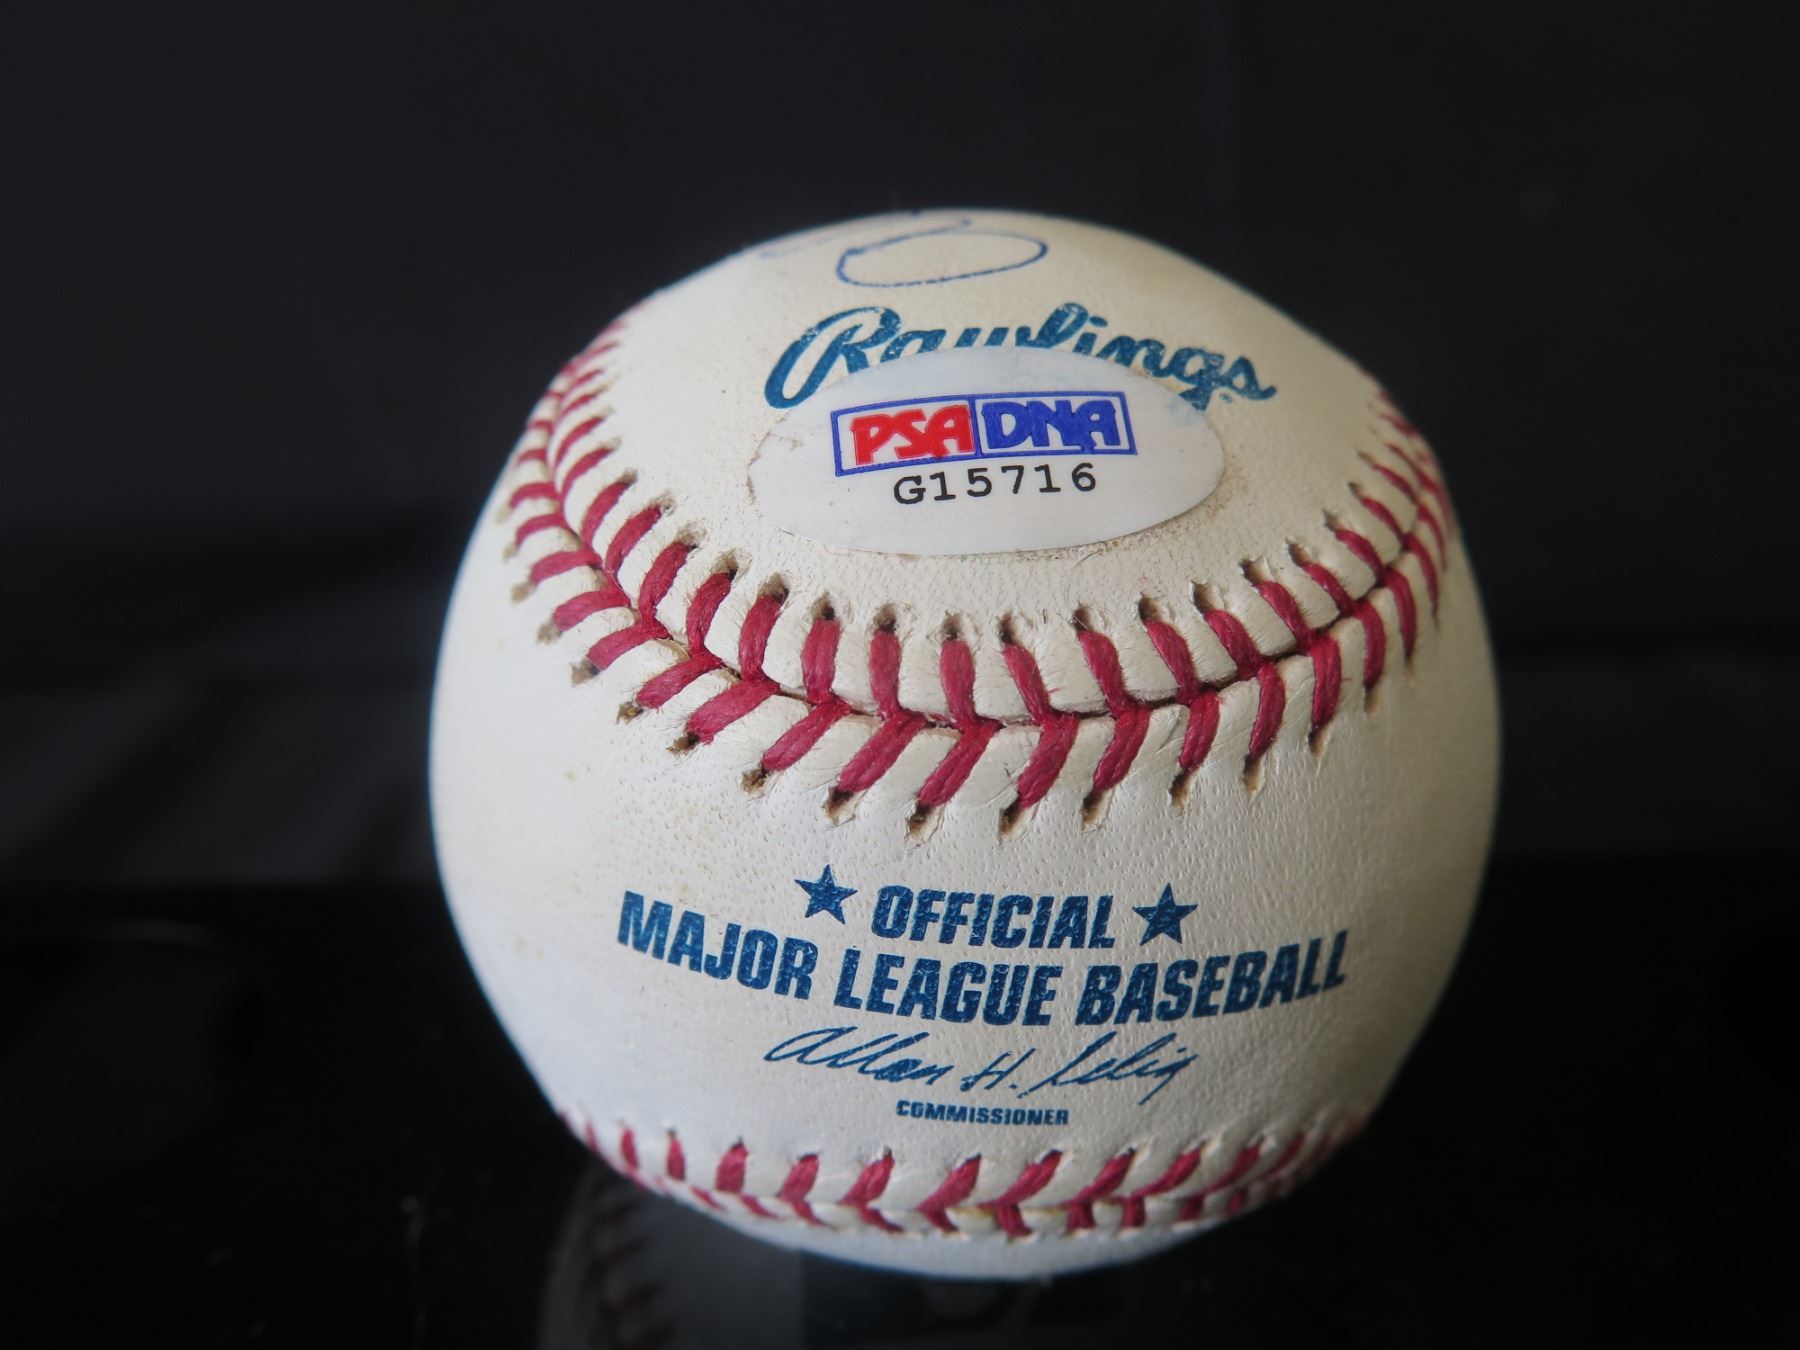 Rawlings
PSA DNA
G15716
OFFICIAL
MAJOR LEAGUE BASEBALL
Allan H. Selig
COMMISSIONER